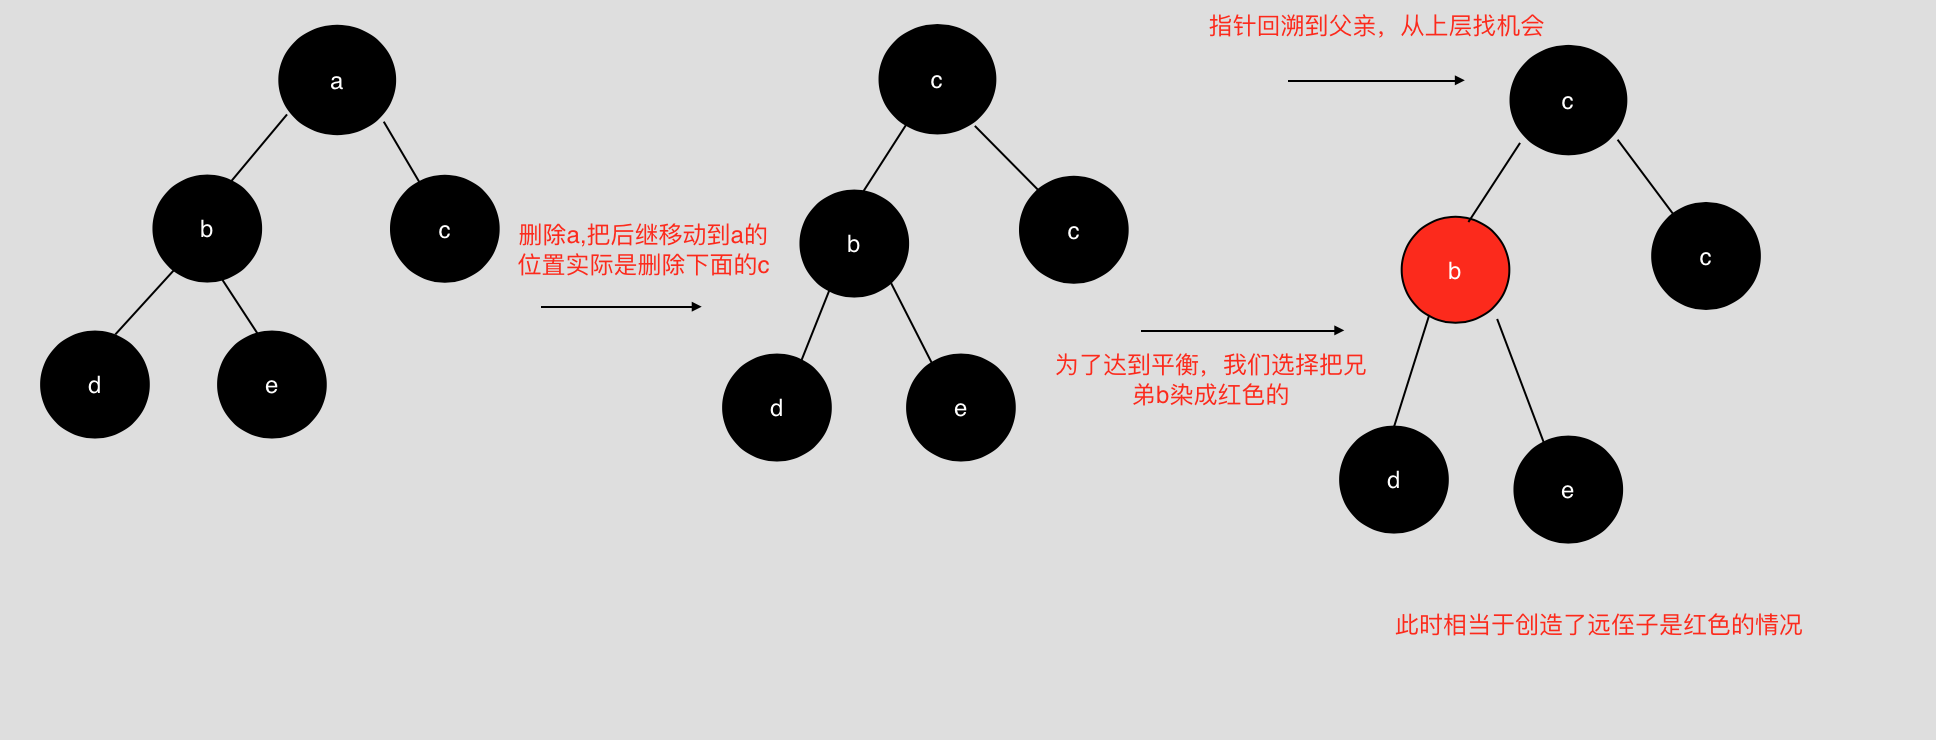 a
b
c
d
e
删除a,把后继移动到a的
位置实际是删除下面的c
c
b
c
d
e
为了达到平衡，我们选择把兄
弟b染成红色的
指针回溯到父亲，从上层找机会
c
b
c
d
e
此时相当于创造了远侄子是红色的情况